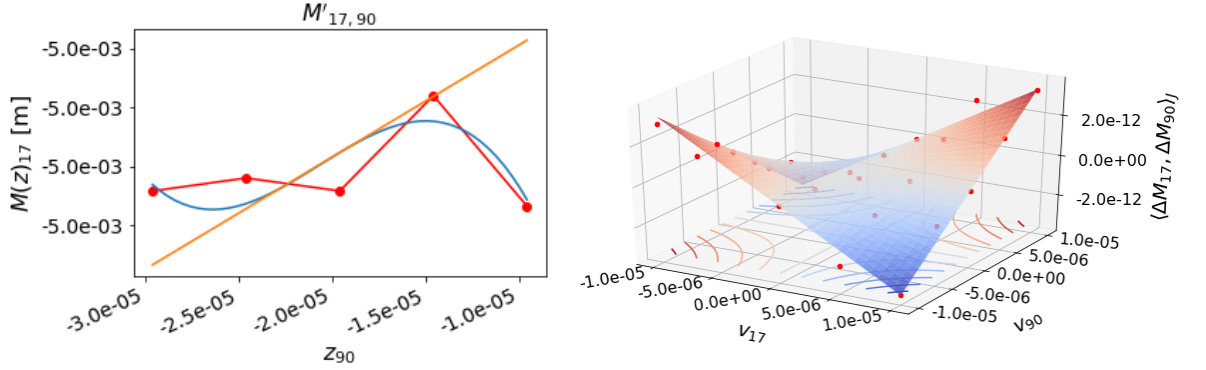 M′17, 90
-5.0e-03
-5.0e-03
-5.0e-03
-5.0e-03
M(z)17 [m]
-3.0e-05
-2.5e-05
-2.0e-05
-1.5e-05
-1.0e-05
z90
2.0e-12
0.0e+00
-2.0e-12
⟨ΔM17, ΔM90⟩J
-1.0e-05
-5.0e-06
0.0e+00
5.0e-06
1.0e-05
v17
1.0e-05
5.0e-06
0.0e+00
-5.0e-06
-1.0e-05
v90